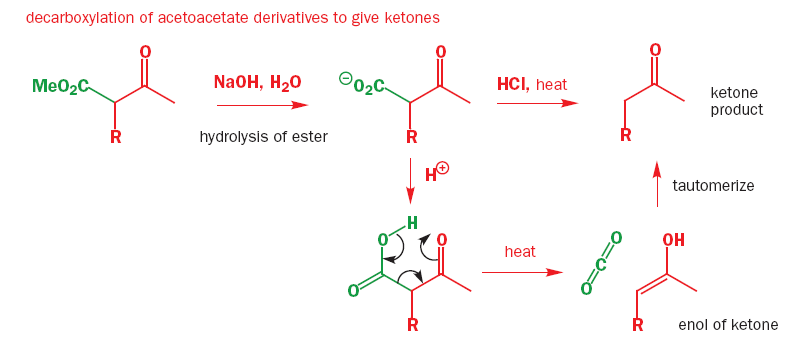 decarboxylation of acetoacetate derivatives to give ketones
MeO₂C
O
R
NaOH, H₂O
hydrolysis of ester
⊖O₂C
O
R
HCl, heat
O
R
ketone
product
H⊕
tautomerize
H
O
O
O
R
heat
O
C
O
OH
R
enol of ketone